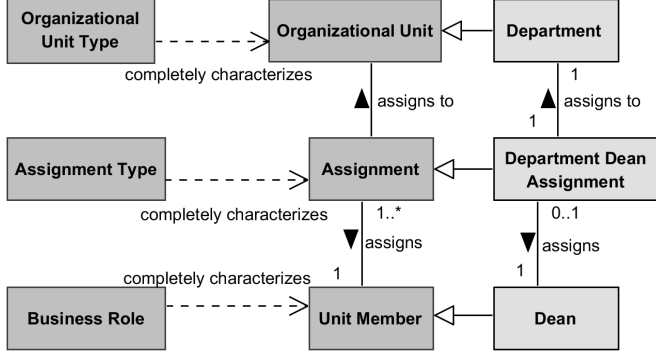 Organizational
Unit Type
Organizational Unit
Department
completely characterizes
1
assigns to
assigns to
1
Assignment Type
Assignment
Department Dean
Assignment
completely characterizes
1..*
0..1
assigns
assigns
completely characterizes
1
1
Business Role
Unit Member
Dean